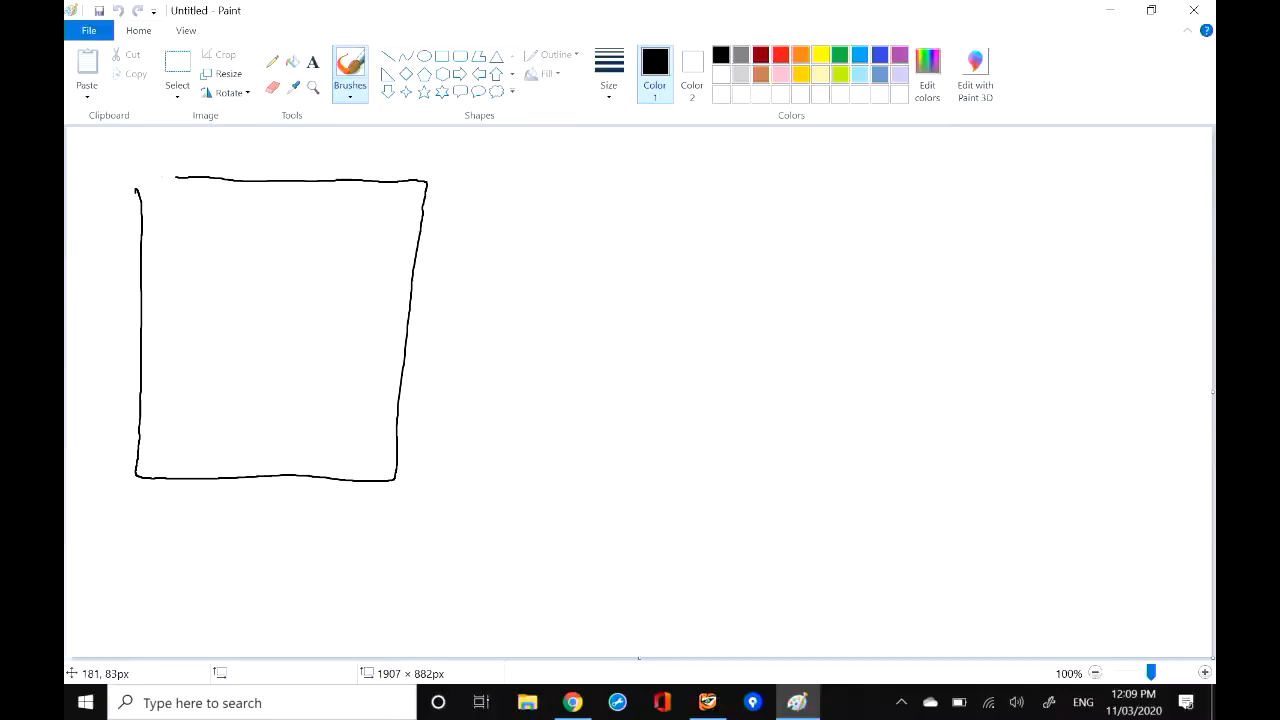 Untitled - Paint
File Home View
Paste
Cut
Copy
Clipboard
Select
Crop
Resize
Rotate
Image
A
Tools
Brushes
Shapes
Outline
Fill
Size
Color 1
Color 2
Edit colors
Edit with Paint 3D
Colors
181, 83px
1907 × 882px
100%
Type here to search
ENG
12:09 PM
11/03/2020